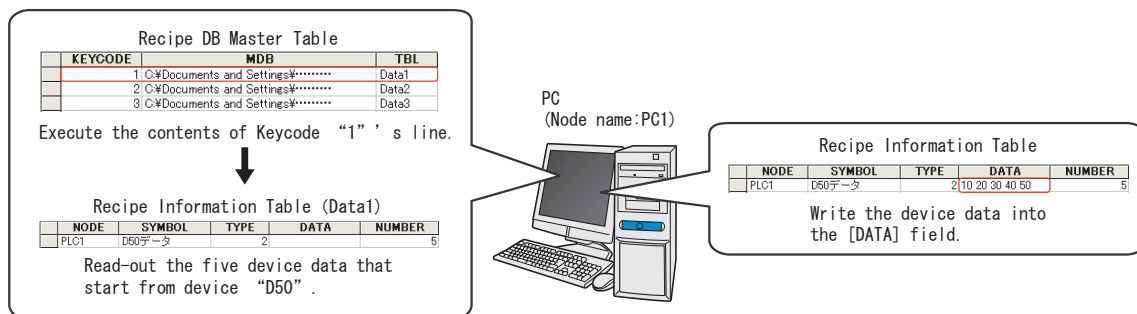 Recipe DB Master Table
KEYCODE MDB TBL
1 C:¥Documents and Settings¥········· Data1
2 C:¥Documents and Settings¥········· Data2
3 C:¥Documents and Settings¥········· Data3
Execute the contents of Keycode “1”’s line.
Recipe Information Table (Data1)
NODE SYMBOL TYPE DATA NUMBER
PLC1 D50データ 2 5
Read-out the five device data that
start from device “D50”.
PC
(Node name:PC1)
Recipe Information Table
NODE SYMBOL TYPE DATA NUMBER
PLC1 D50データ 2 10 20 30 40 50 5
Write the device data into
the [DATA] field.